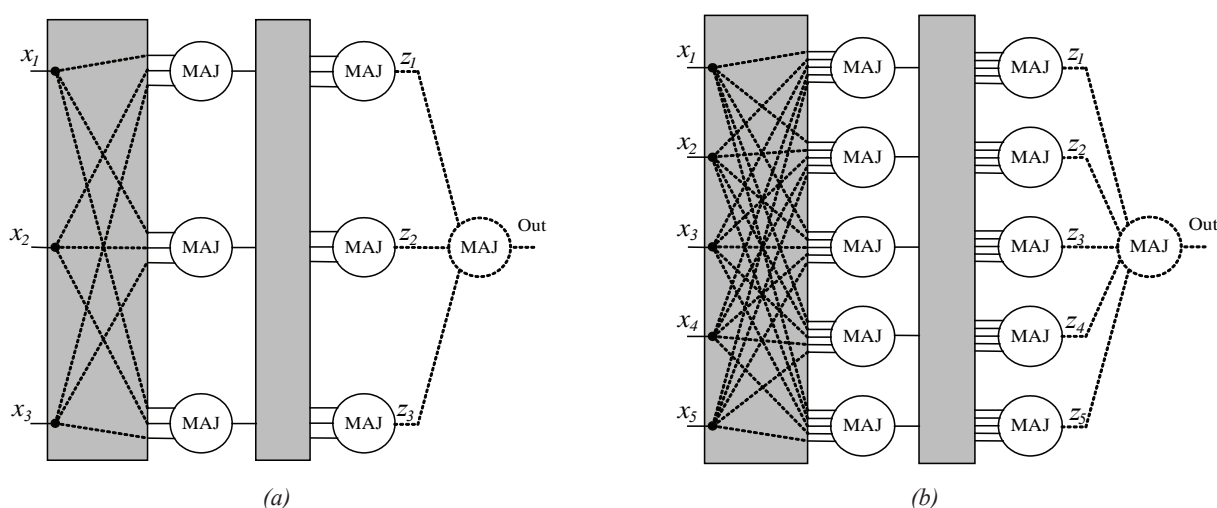 x1 MAJ MAJ z1
x2 MAJ MAJ z2 MAJ Out
x3 MAJ MAJ z3
(a)
x1 MAJ MAJ z1
x2 MAJ MAJ z2
x3 MAJ MAJ z3 MAJ Out
x4 MAJ MAJ z4
x5 MAJ MAJ z5
(b)